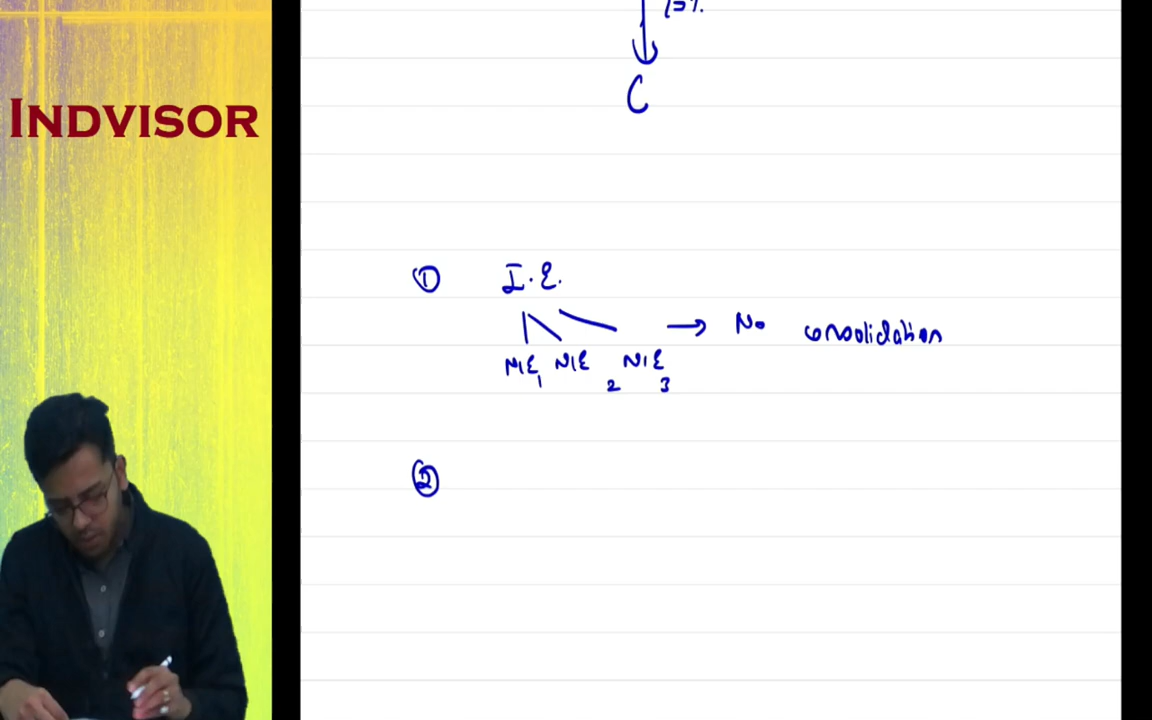 INDVISOR
15%.
C
① I.E.
→ No consolidation
NIE1 NIE2 NIE3
②